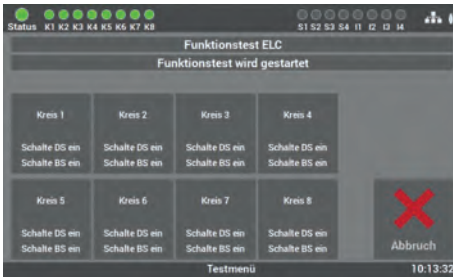 Status K1 K2 K3 K4 K5 K6 K7 K8 S1 S2 S3 S4 I1 I2 I3 I4
Funktionstest ELC
Funktionstest wird gestartet
Kreis 1 Kreis 2 Kreis 3 Kreis 4
Schalte DS ein Schalte DS ein Schalte DS ein Schalte DS ein
Schalte BS ein Schalte BS ein Schalte BS ein Schalte BS ein
Kreis 5 Kreis 6 Kreis 7 Kreis 8
Schalte DS ein Schalte DS ein Schalte DS ein Schalte DS ein
Schalte BS ein Schalte BS ein Schalte BS ein Schalte BS ein
Abbruch
Testmenü 10:13:32